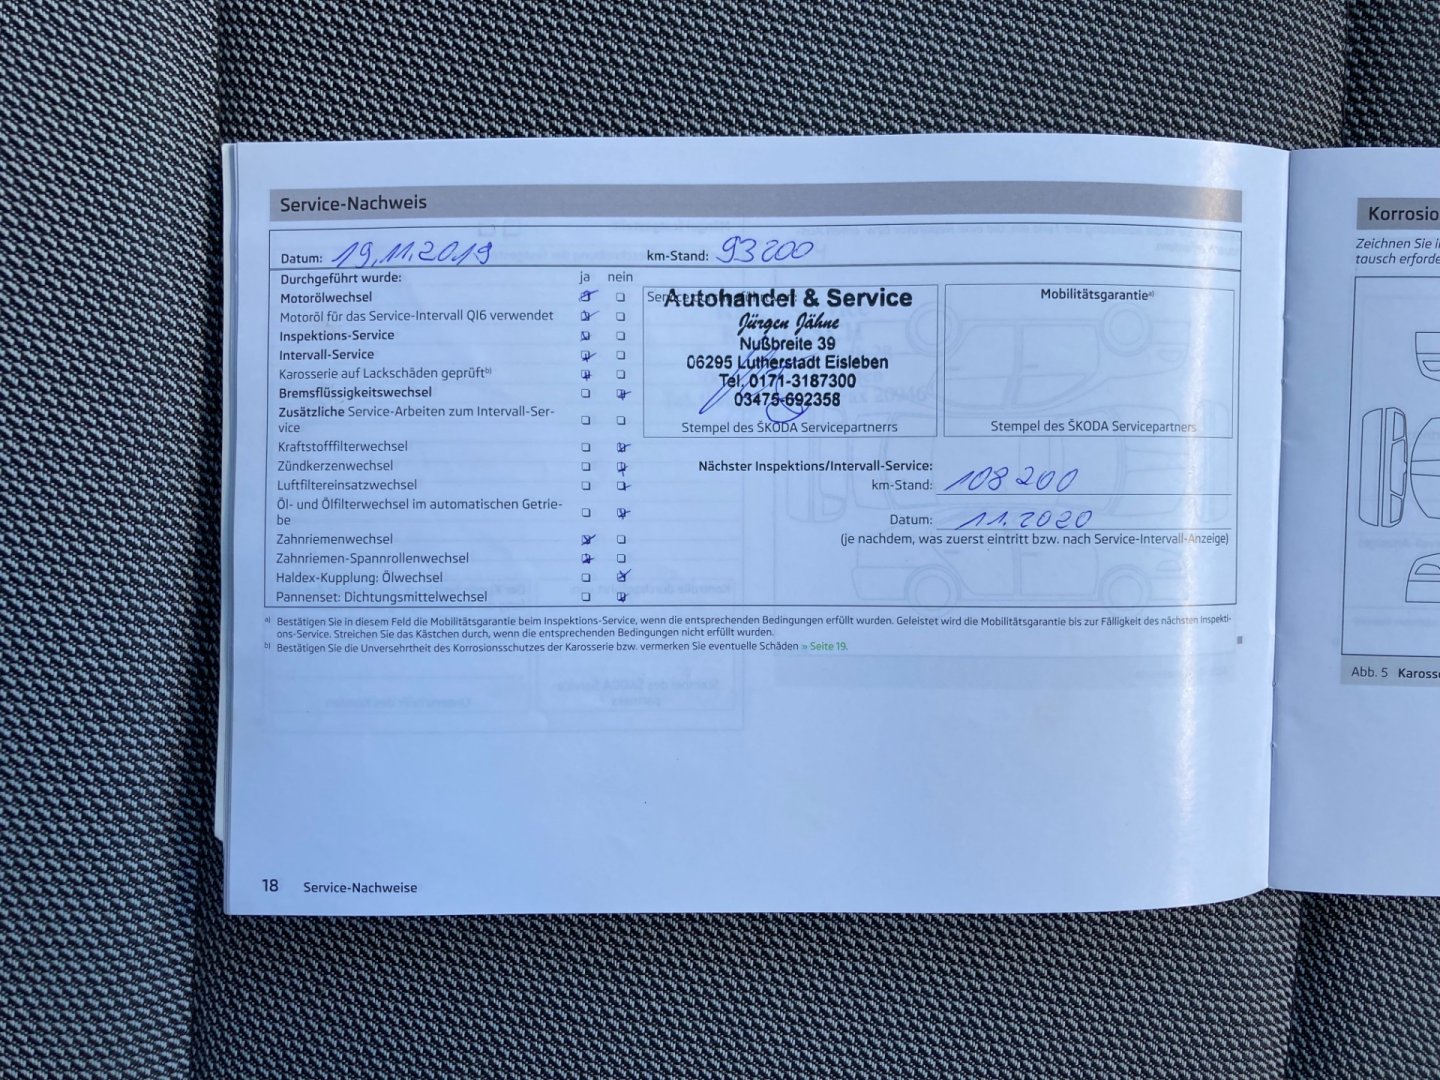 Service-Nachweis
Datum: 19.11.2019 km-Stand: 93200
Durchgeführt wurde: ja nein
Motorölwechsel
Motoröl für das Service-Intervall QI6 verwendet
Inspektions-Service
Intervall-Service
Karosserie auf Lackschäden geprüft b)
Bremsflüssigkeitswechsel
Zusätzliche Service-Arbeiten zum Intervall-Ser-
vice
Kraftstofffilterwechsel
Zündkerzenwechsel
Luftfiltereinsatzwechsel
Öl- und Ölfilterwechsel im automatischen Getrie-
be
Zahnriemenwechsel
Zahnriemen-Spannrollenwechsel
Haldex-Kupplung: Ölwechsel
Pannenset: Dichtungsmittelwechsel
Autohandel & Service
Jürgen Jähne
Nußbreite 39
06295 Lutherstadt Eisleben
Tel. 0171-3187300
03475-692358
Stempel des ŠKODA Servicepartnerrs
Mobilitätsgarantie a)
Stempel des ŠKODA Servicepartners
Nächster Inspektions/Intervall-Service:
km-Stand: 108200
Datum: 11.2020
(je nachdem, was zuerst eintritt bzw. nach Service-Intervall-Anzeige)
a) Bestätigen Sie in diesem Feld die Mobilitätsgarantie beim Inspektions-Service, wenn die entsprechenden Bedingungen erfüllt wurden. Geleistet wird die Mobilitätsgarantie bis zur Fälligkeit des nächsten Inspekti-
ons-Service. Streichen Sie das Kästchen durch, wenn die entsprechenden Bedingungen nicht erfüllt wurden.
b) Bestätigen Sie die Unversehrtheit des Korrosionsschutzes der Karosserie bzw. vermerken Sie eventuelle Schäden » Seite 19.
18 Service-Nachweise
Korrosio
Zeichnen Sie i
tausch erforde
Abb. 5 Kaross